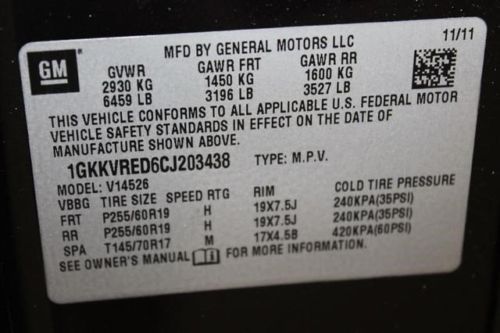 GM
MFD BY GENERAL MOTORS LLC 11/11
GVWR GAWR FRT GAWR RR
2930 KG 1450 KG 1600 KG
6459 LB 3196 LB 3527 LB
THIS VEHICLE CONFORMS TO ALL APPLICABLE U.S. FEDERAL MOTOR
VEHICLE SAFETY STANDARDS IN EFFECT ON THE DATE OF
MANUFACTURE SHOWN ABOVE.
1GKKVRED6CJ203438 TYPE: M.P.V.
MODEL: V14526
VBBG TIRE SIZE SPEED RTG RIM COLD TIRE PRESSURE
FRT P255/60R19 H 19X7.5J 240KPA(35PSI)
RR P255/60R19 H 19X7.5J 240KPA(35PSI)
SPA T145/70R17 M 17X4.5B 420KPA(60PSI)
SEE OWNER'S MANUAL FOR MORE INFORMATION.